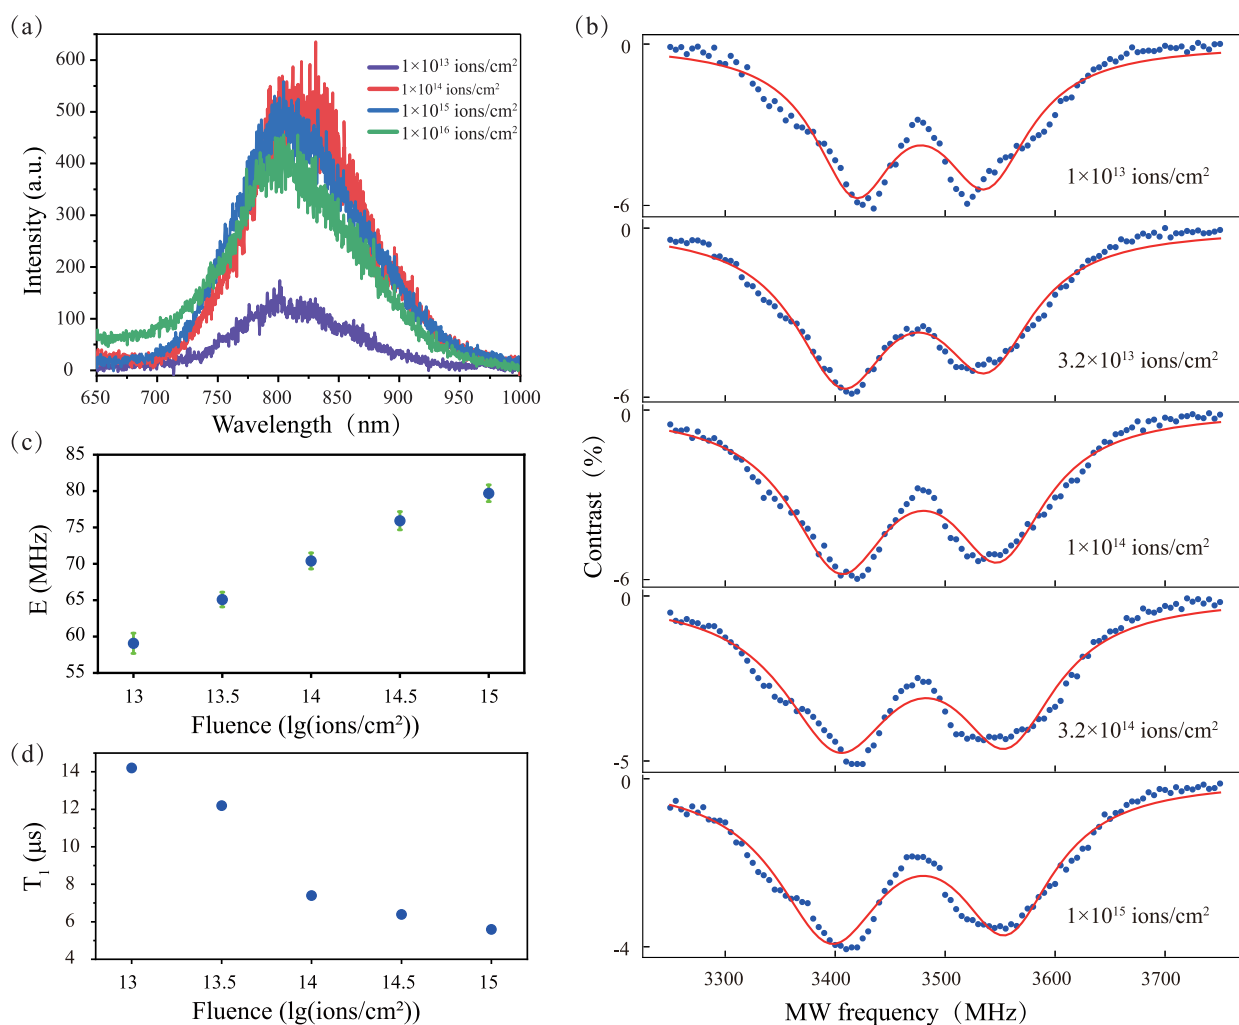 (a)
600
500
400
300
200
100
0
Intensity (a.u.)
1×10¹³ ions/cm²
1×10¹⁴ ions/cm²
1×10¹⁵ ions/cm²
1×10¹⁶ ions/cm²
650 700 750 800 850 900 950 1000
Wavelength（nm）
(c)
85
80
75
70
65
60
55
E (MHz)
13 13.5 14 14.5 15
Fluence (lg(ions/cm²))
(d)
14
12
10
8
6
4
T₁ (μs)
13 13.5 14 14.5 15
Fluence (lg(ions/cm²))
(b)
0
-6
1×10¹³ ions/cm²
0
-6
3.2×10¹³ ions/cm²
0
-6
1×10¹⁴ ions/cm²
0
-5
3.2×10¹⁴ ions/cm²
0
-4
1×10¹⁵ ions/cm²
Contrast（%）
3300 3400 3500 3600 3700
MW frequency（MHz）